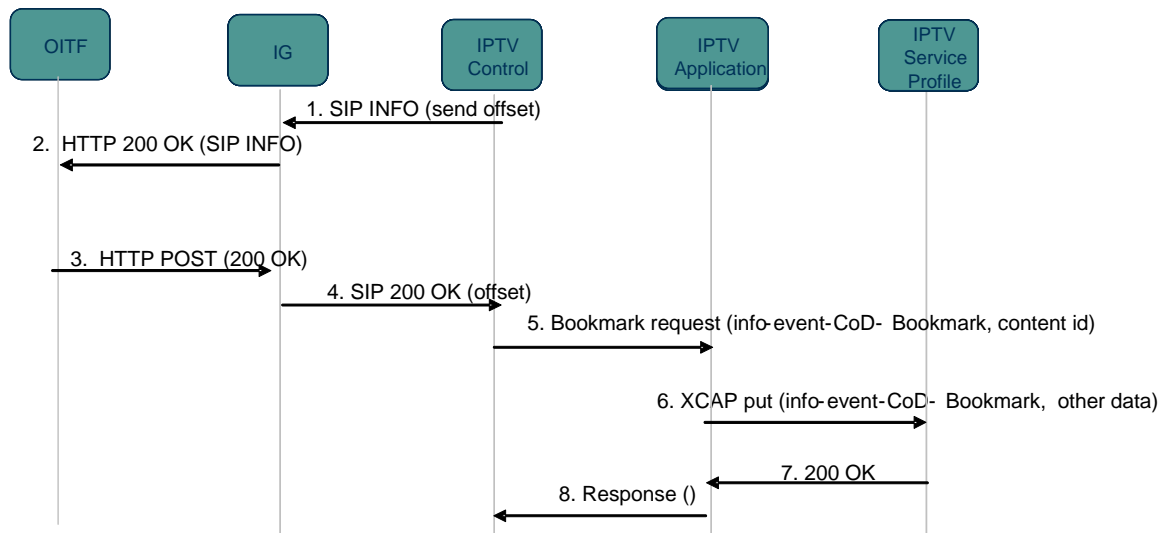 OITF
IG
IPTV
Control
IPTV
Application
IPTV
Service
Profile
1. SIP INFO (send offset)
2. HTTP 200 OK (SIP INFO)
3. HTTP POST (200 OK)
4. SIP 200 OK (offset)
5. Bookmark request (info-event-CoD- Bookmark, content id)
6. XCAP put (info-event-CoD- Bookmark, other data)
7. 200 OK
8. Response ()